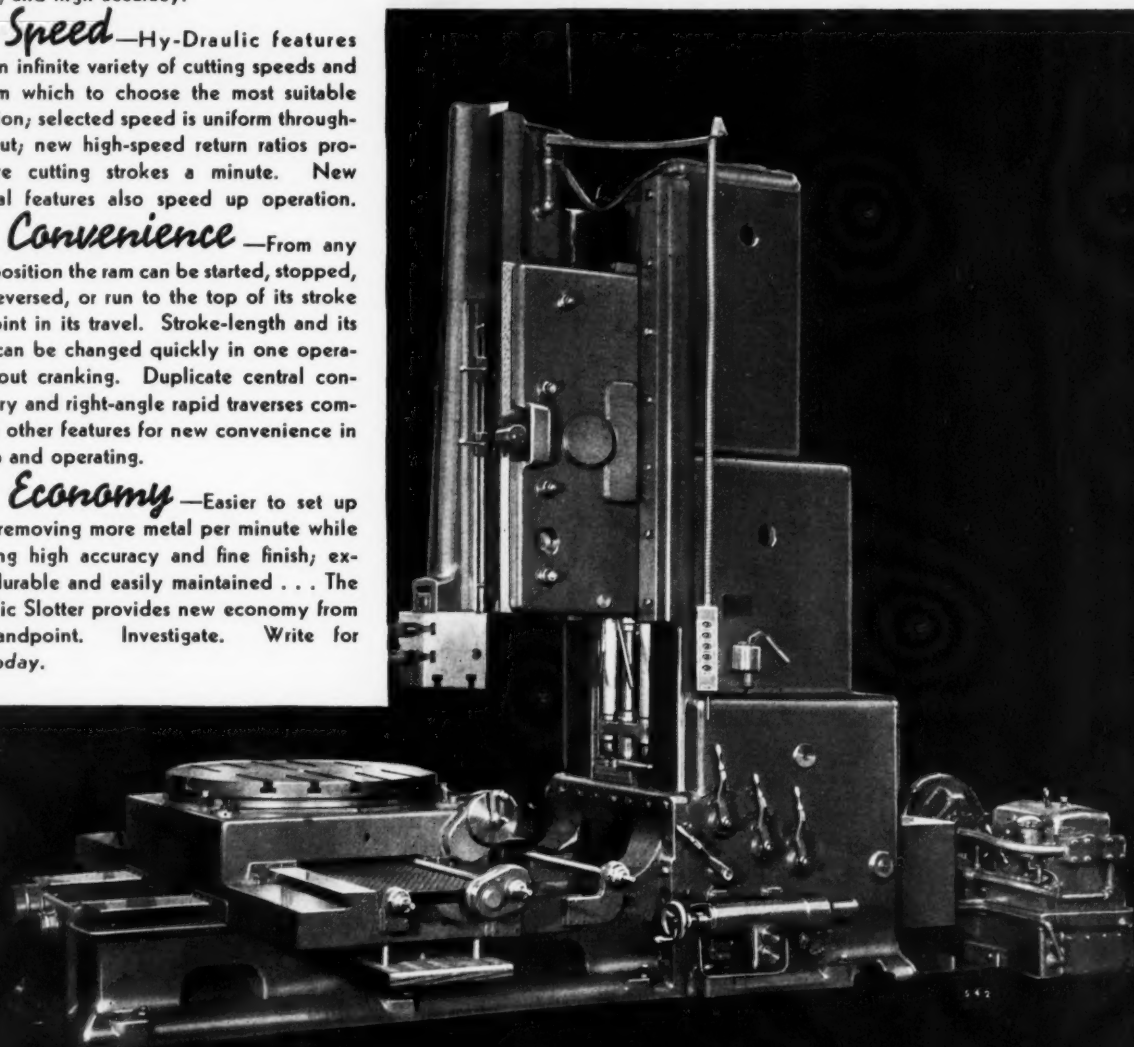 and high accuracy.
Speed—Hy-Draulic features
n infinite variety of cutting speeds and
m which to choose the most suitable
on; selected speed is uniform through-
ut; new high-speed return ratios pro-
e cutting strokes a minute. New
al features also speed up operation.
Convenience—From any
position the ram can be started, stopped,
eversed, or run to the top of its stroke
oint in its travel. Stroke-length and its
can be changed quickly in one opera-
out cranking. Duplicate central con-
ry and right-angle rapid traverses com-
other features for new convenience in
and operating.
Economy—Easier to set up
removing more metal per minute while
ng high accuracy and fine finish; ex-
durable and easily maintained . . . The
ic Slotter provides new economy from
andpoint. Investigate. Write for
oday.
542